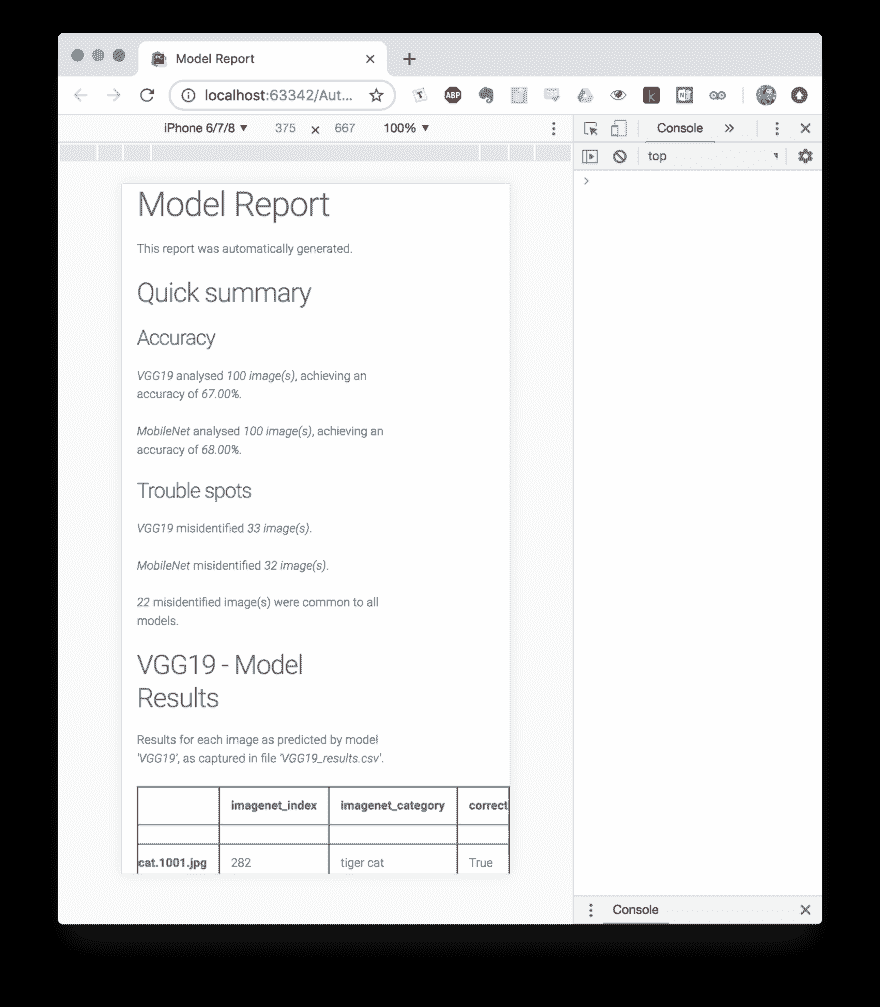 Model Report
localhost:63342/Aut...
ABP
iPhone 6/7/8 ▼ 375 x 667 100% ▼
Console »
top
Model Report
This report was automatically generated.
Quick summary
Accuracy
VGG19 analysed 100 image(s), achieving an
accuracy of 67.00%.
MobileNet analysed 100 image(s), achieving an
accuracy of 68.00%.
Trouble spots
VGG19 misidentified 33 image(s).
MobileNet misidentified 32 image(s).
22 misidentified image(s) were common to all
models.
VGG19 - Model
Results
Results for each image as predicted by model
'VGG19', as captured in file 'VGG19_results.csv'.
imagenet_index imagenet_category correct
cat.1001.jpg 282 tiger cat True
Console